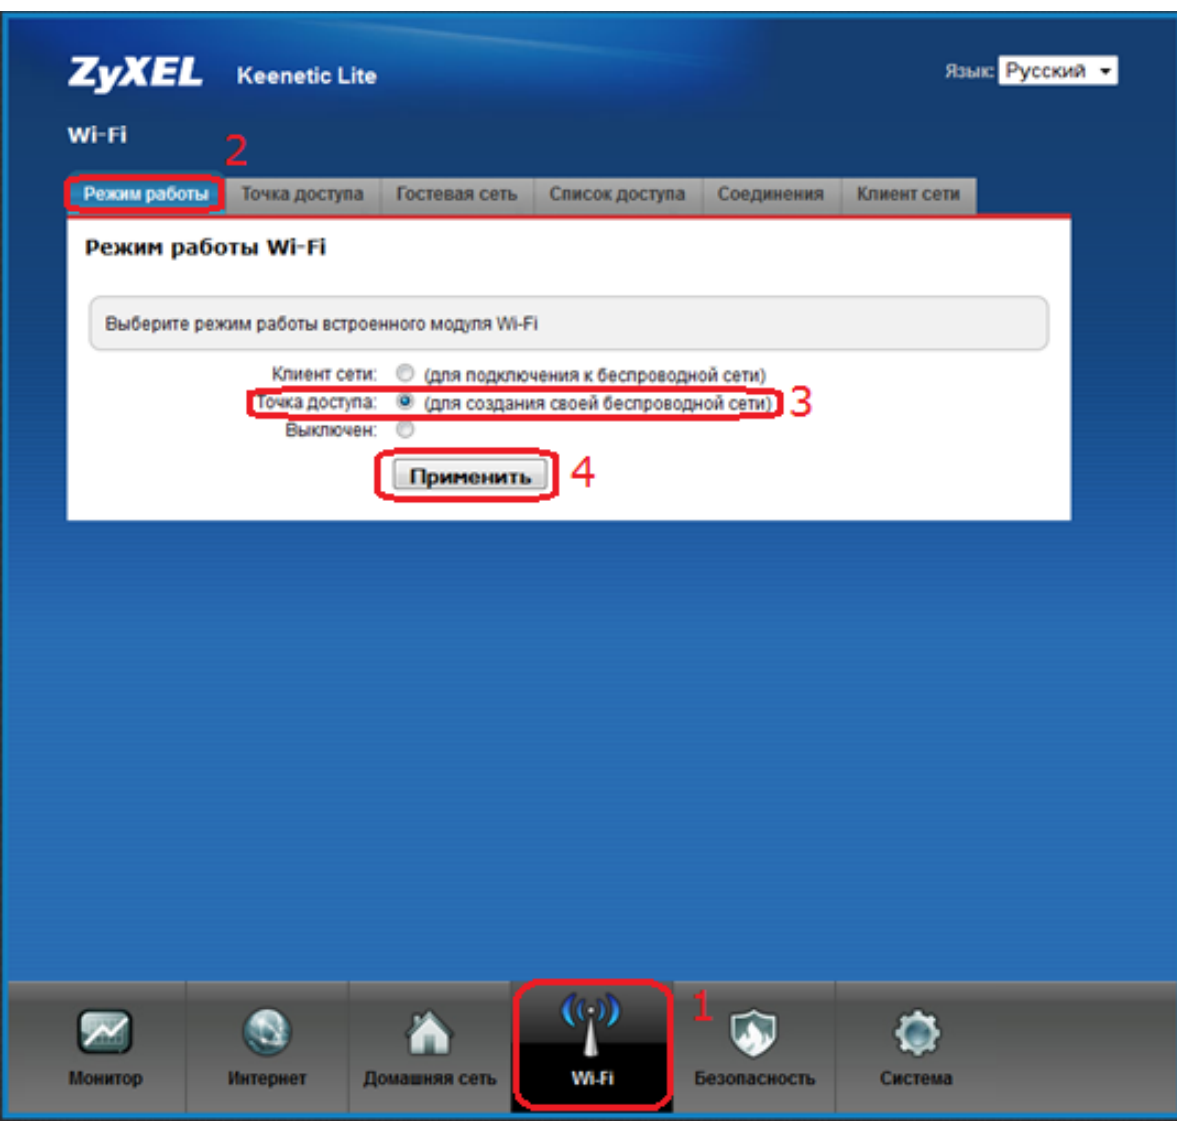 ZyXEL Keenetic Lite
Язык: Русский
Wi-Fi
2
Режим работы Точка доступа Гостевая сеть Список доступа Соединения Клиент сети
Режим работы Wi-Fi
Выберите режим работы встроенного модуля Wi-Fi
Клиент сети: (для подключения к беспроводной сети)
Точка доступа: (для создания своей беспроводной сети) 3
Выключен:
Применить 4
1
Монитор Интернет Домашняя сеть Wi-Fi Безопасность Система